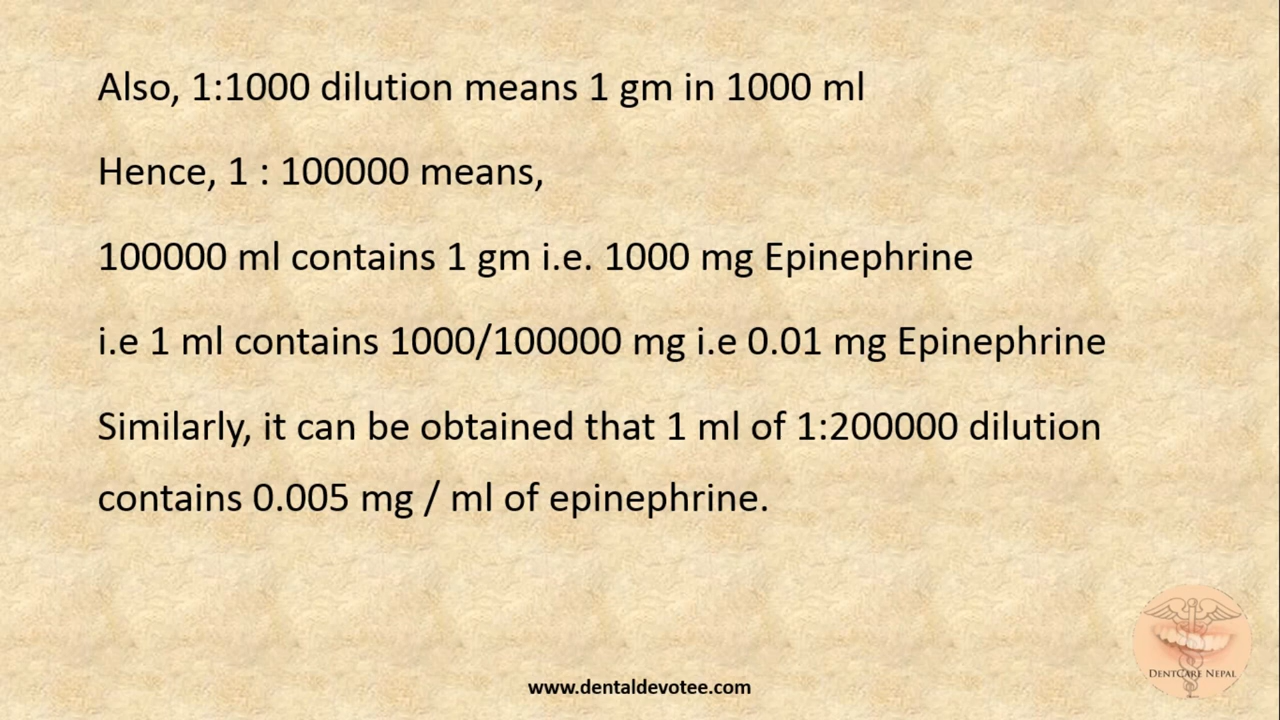 Also, 1:1000 dilution means 1 gm in 1000 ml
Hence, 1 : 100000 means,
100000 ml contains 1 gm i.e. 1000 mg Epinephrine
i.e 1 ml contains 1000/100000 mg i.e 0.01 mg Epinephrine
Similarly, it can be obtained that 1 ml of 1:200000 dilution
contains 0.005 mg / ml of epinephrine.
DENTCARE NEPAL
www.dentaldevotee.com